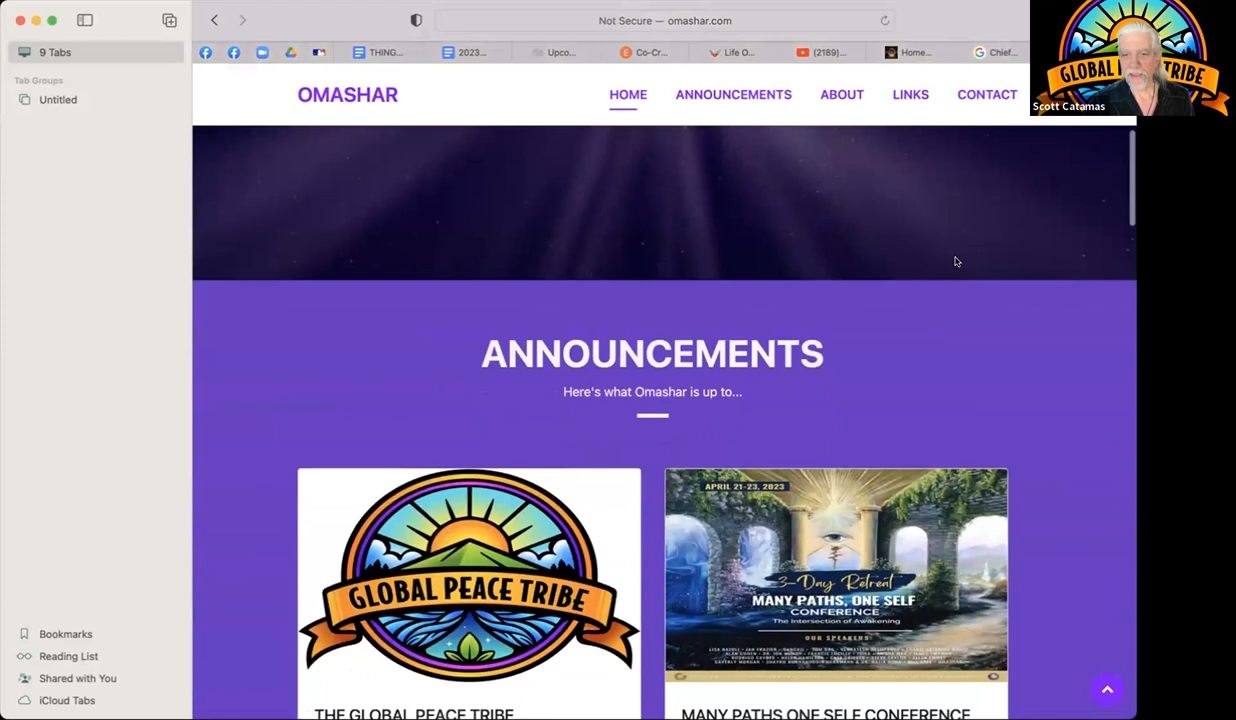 Not Secure — omashar.com
9 Tabs
THING...
2023...
Upco...
Co-Cr...
Life O...
(2189)...
Home...
Chief...
Tab Groups
Untitled
GLOBAL PEACE TRIBE
Scott Catamas
OMASHAR
HOME
ANNOUNCEMENTS
ABOUT
LINKS
CONTACT
ANNOUNCEMENTS
Here's what Omashar is up to...
GLOBAL PEACE TRIBE
THE GLOBAL PEACE TRIBE
APRIL 21-23, 2023
3-Day Retreat
MANY PATHS, ONE SELF
CONFERENCE
The Intersection of Awakening
OUR SPEAKERS
MANY PATHS ONE SELF CONFERENCE
Bookmarks
Reading List
Shared with You
iCloud Tabs